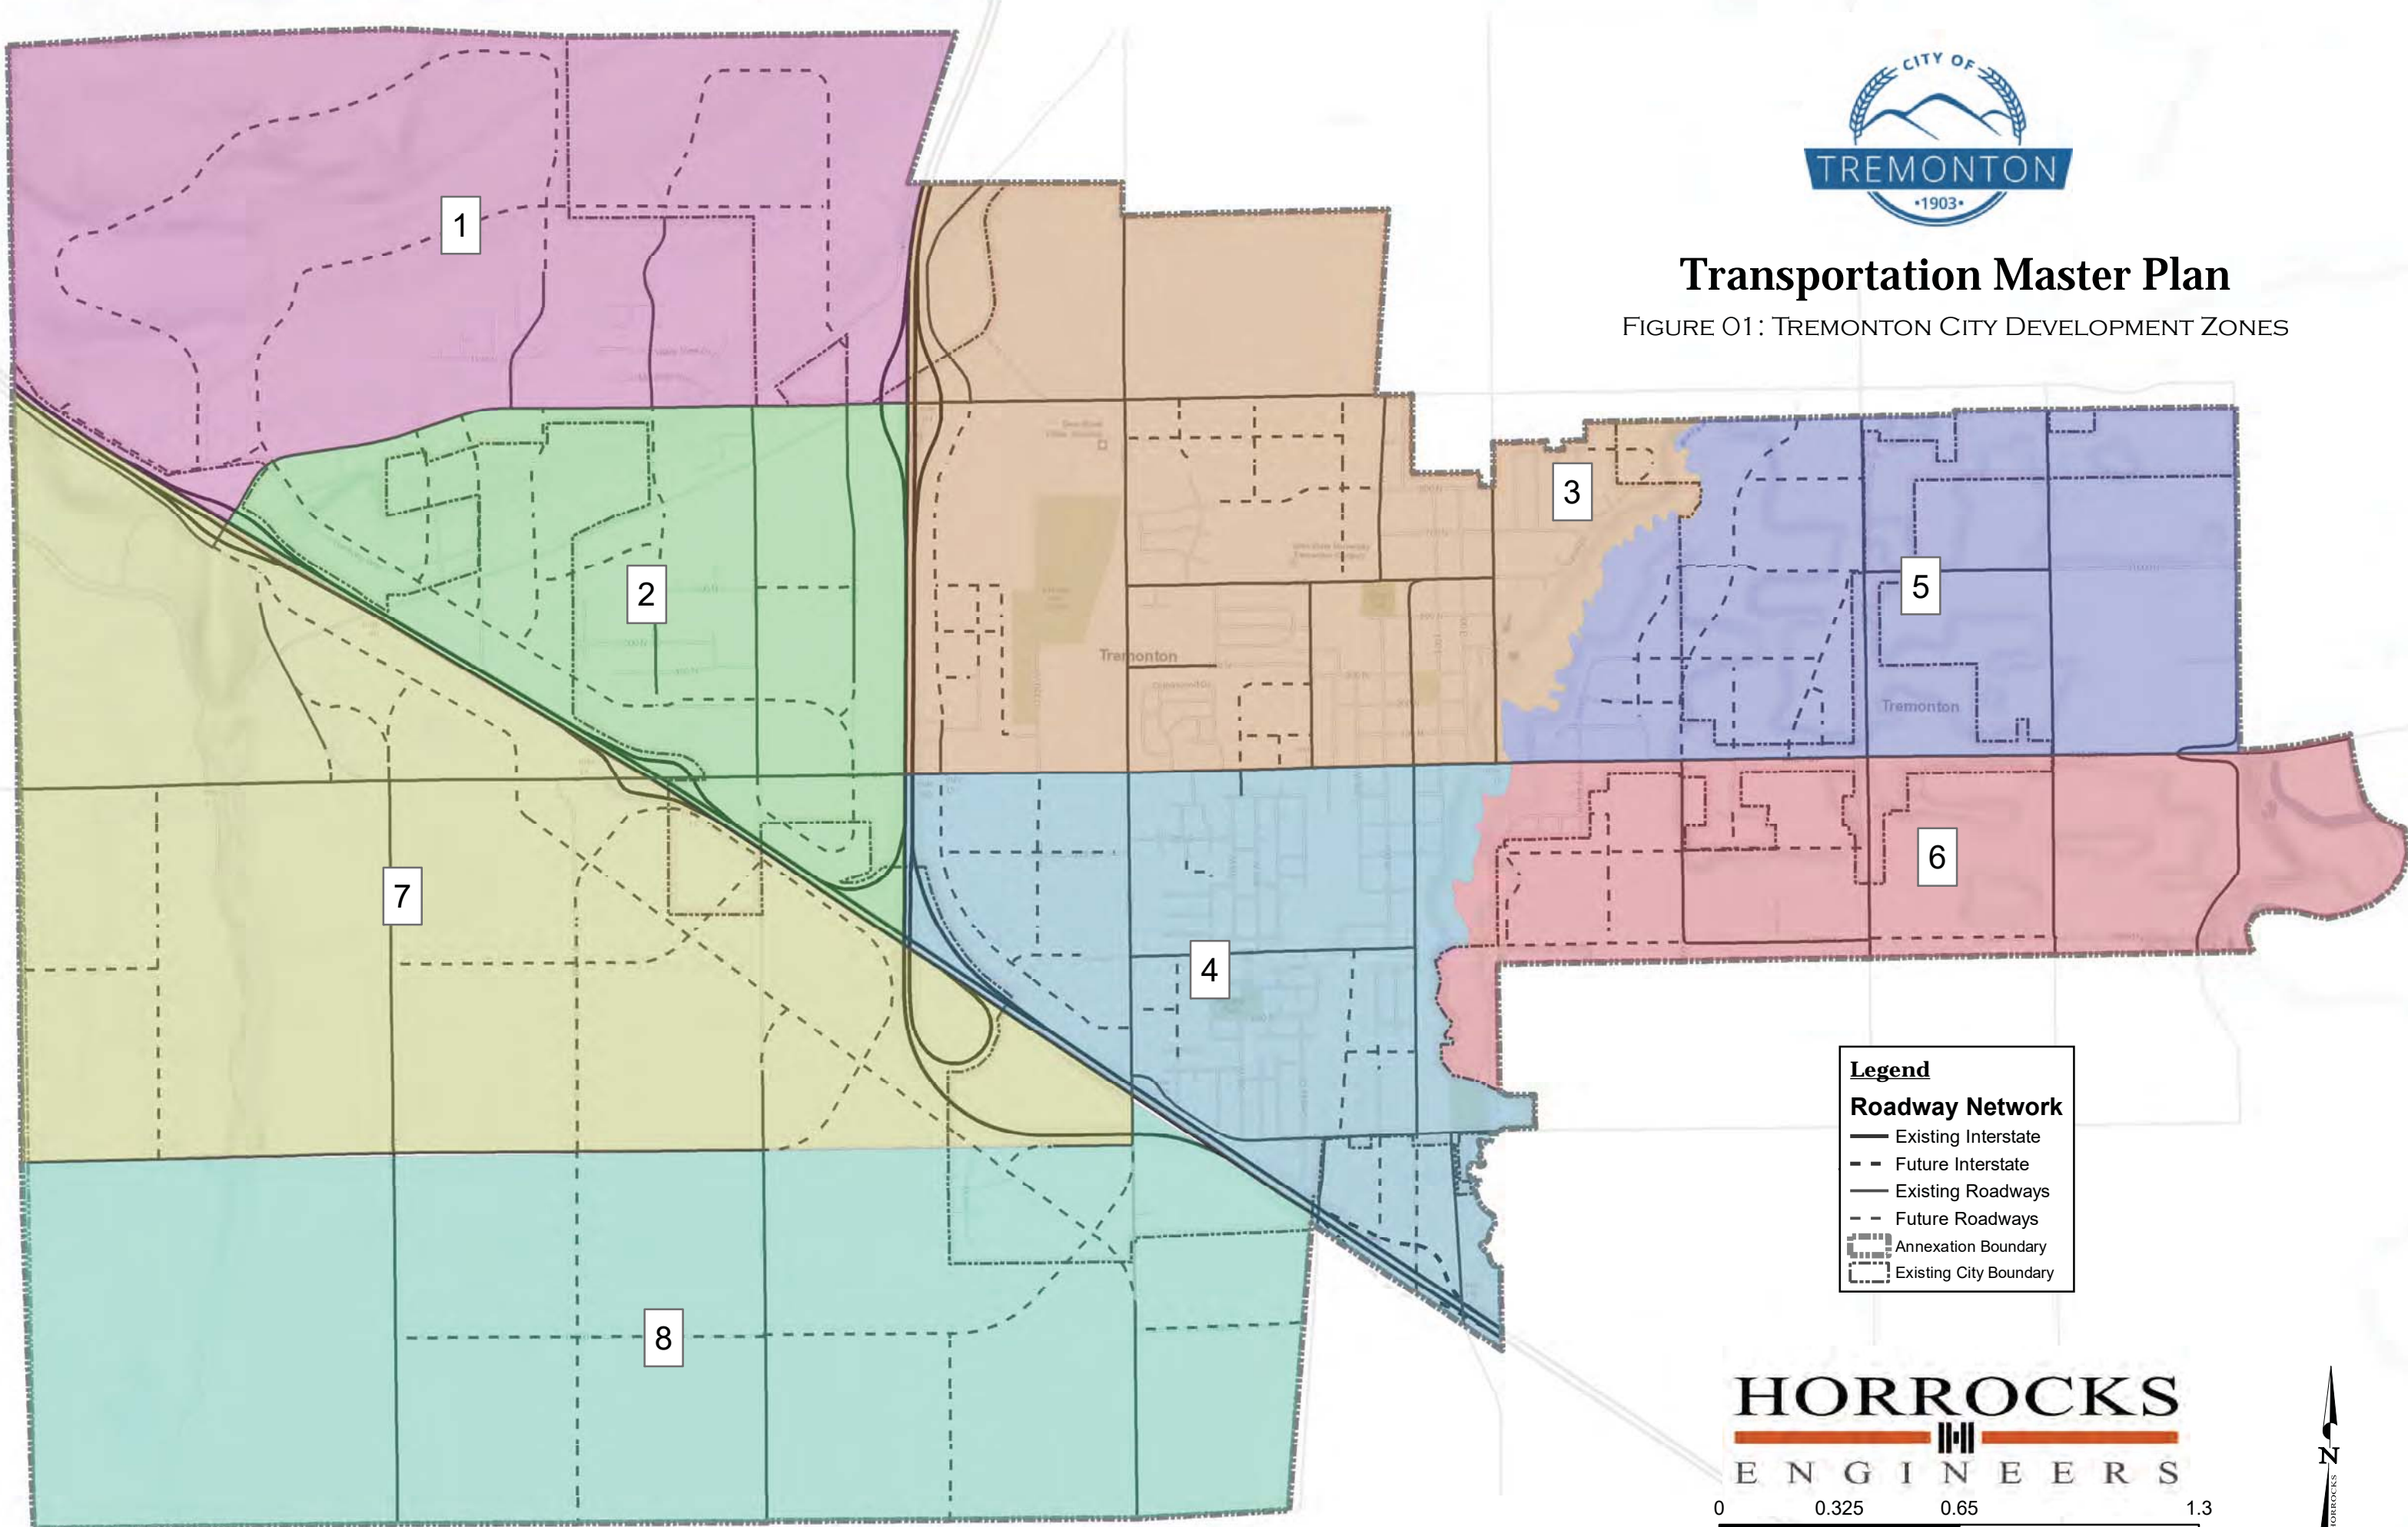 CITY OF
TREMONTON
•1903•
Transportation Master Plan
FIGURE 01: TREMONTON CITY DEVELOPMENT ZONES
1
3
5
2
Tremonton
Tremonton
6
7
4
Legend
Roadway Network
Existing Interstate
Future Interstate
Existing Roadways
Future Roadways
Annexation Boundary
Existing City Boundary
8
HORROCKS
ENGINEERS
0 0.325 0.65 1.3
N
HORROCKS